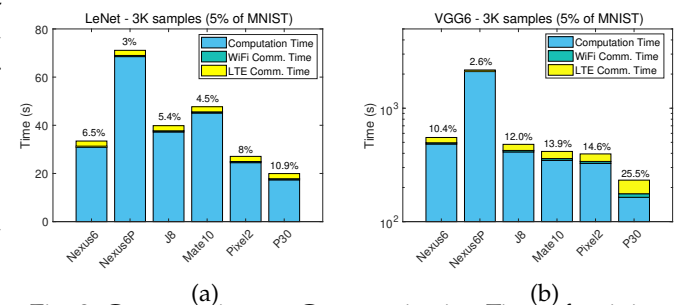 LeNet - 3K samples (5% of MNIST)
Time (s)
80
60
40
20
0
6.5%
3%
5.4%
4.5%
8%
10.9%
Computation Time
WiFi Comm. Time
LTE Comm. Time
Nexus6
Nexus6P
J8
Mate10
Pixel2
P30
(a)
VGG6 - 3K samples (5% of MNIST)
Time (s)
10³
10²
10.4%
2.6%
12.0%
13.9%
14.6%
25.5%
Computation Time
WiFi Comm. Time
LTE Comm. Time
Nexus6
Nexus6P
J8
Mate10
Pixel2
P30
(b)